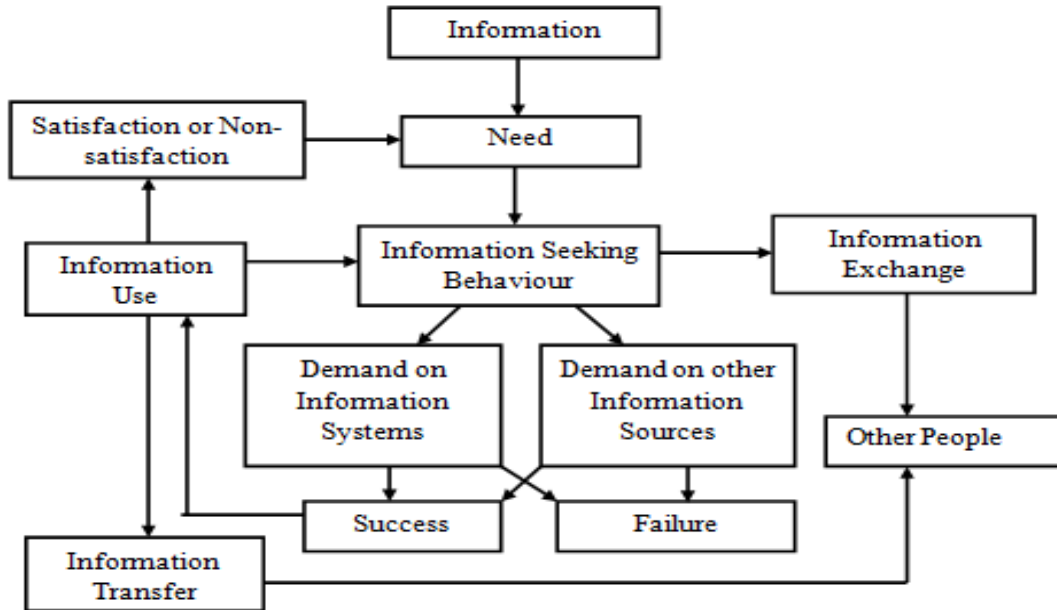 Information
Satisfaction or Non-
satisfaction
Need
Information
Use
Information Seeking
Behaviour
Information
Exchange
Demand on
Information
Systems
Demand on other
Information
Sources
Other People
Success
Failure
Information
Transfer